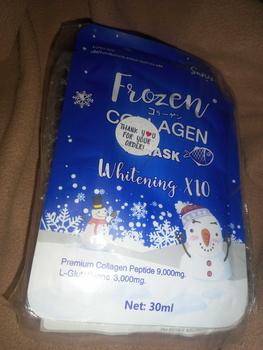 Frozen
コラーゲン
COLLAGEN
THANK YOU
FOR YOUR
ORDER!
MASK
Whitening X10
Premium Collagen Peptide 9,000mg.
3,000mg.
Net: 30ml